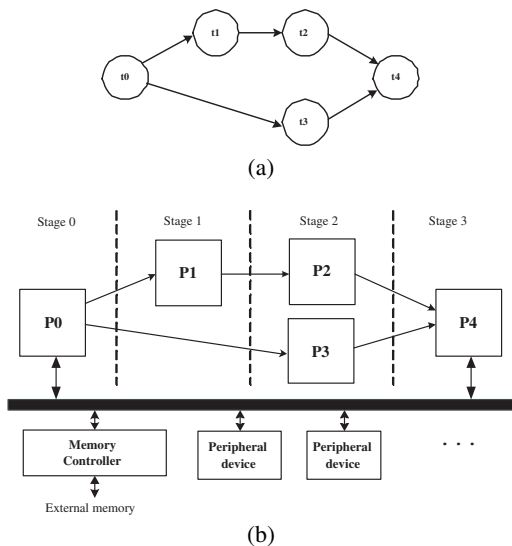 t1
t2
t0
t4
t3
(a)
Stage 0
Stage 1
Stage 2
Stage 3
P1
P2
P0
P3
P4
Memory
Controller
Peripheral
device
Peripheral
device
. . .
External memory
(b)